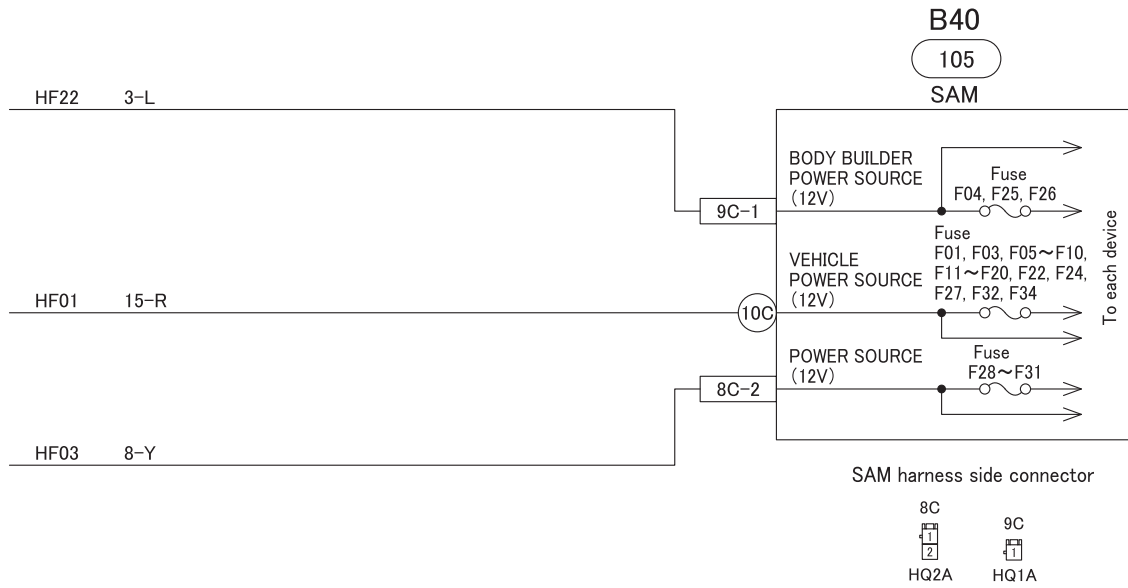 B40
105
SAM
HF22 3-L
BODY BUILDER
POWER SOURCE
(12V)
Fuse
F04, F25, F26
9C-1
HF01 15-R
10C
VEHICLE
POWER SOURCE
(12V)
Fuse
F01, F03, F05~F10,
F11~F20, F22, F24,
F27, F32, F34
To each device
POWER SOURCE
(12V)
Fuse
F28~F31
8C-2
HF03 8-Y
SAM harness side connector
8C
1
2
HQ2A
9C
1
HQ1A